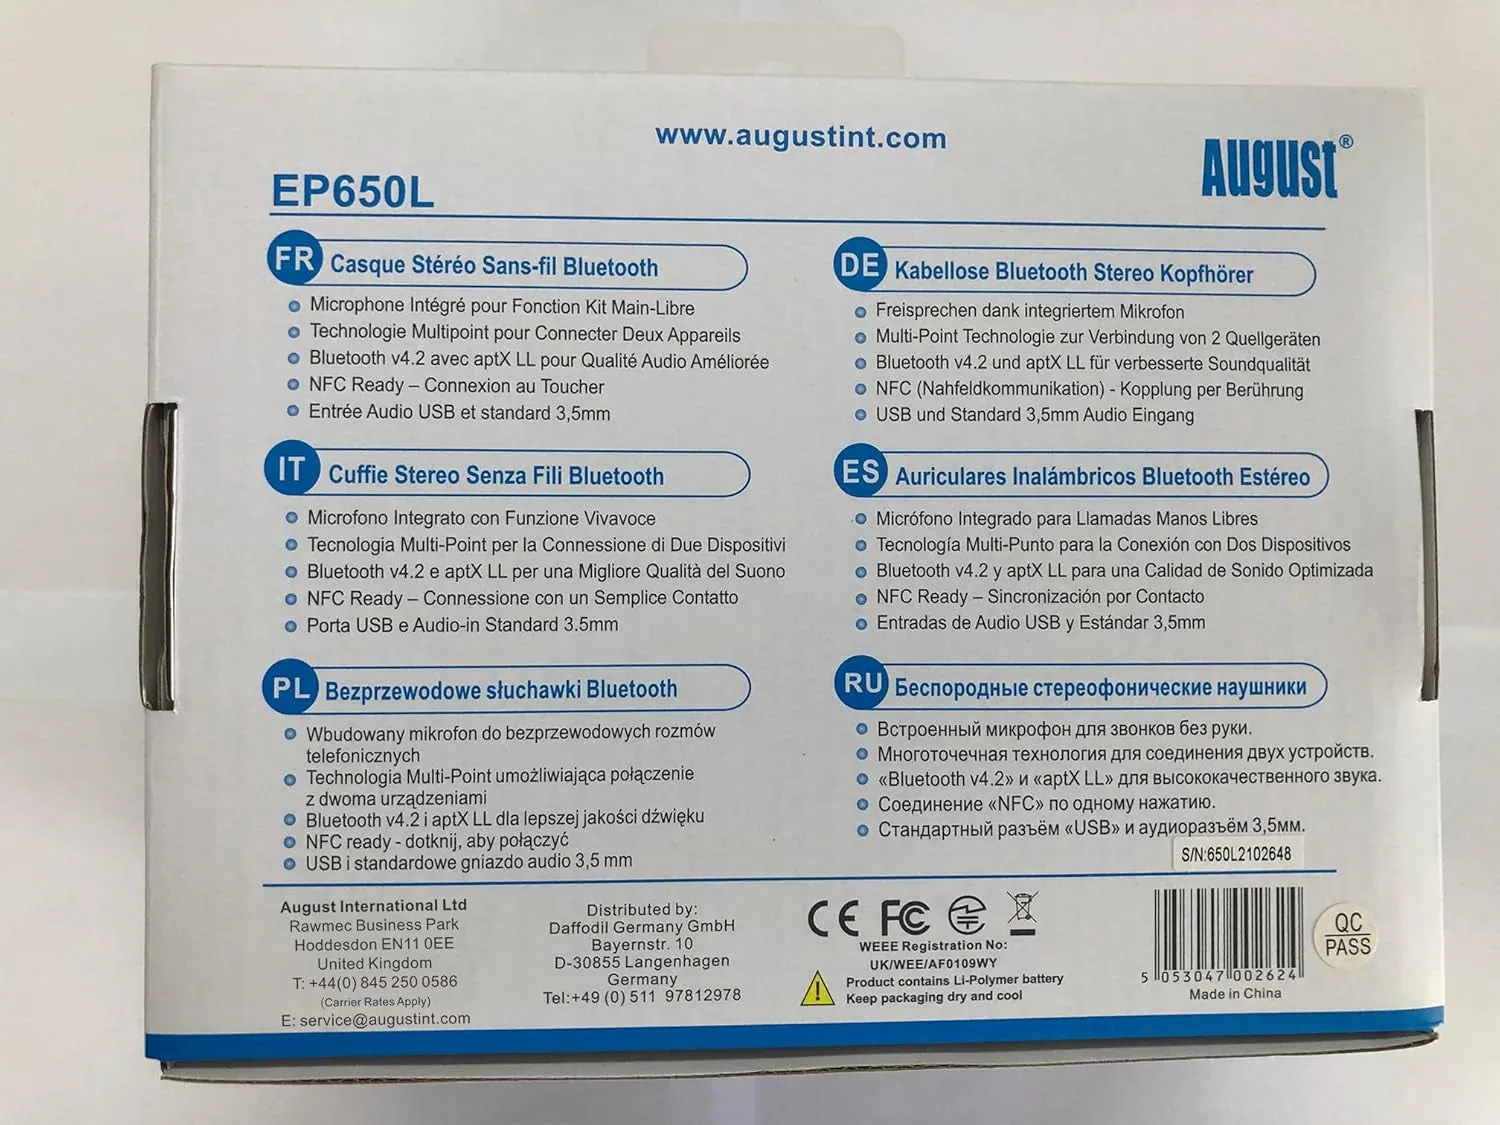 www.augustint.com
August®
EP650L
FR Casque Stéréo Sans-fil Bluetooth
Microphone Intégré pour Fonction Kit Main-Libre
Technologie Multipoint pour Connecter Deux Appareils
Bluetooth v4.2 avec aptX LL pour Qualité Audio Améliorée
NFC Ready – Connexion au Toucher
Entrée Audio USB et standard 3,5mm
DE Kabellose Bluetooth Stereo Kopfhörer
Freisprechen dank integriertem Mikrofon
Multi-Point Technologie zur Verbindung von 2 Quellgeräten
Bluetooth v4.2 und aptX LL für verbesserte Soundqualität
NFC (Nahfeldkommunikation) - Kopplung per Berührung
USB und Standard 3,5mm Audio Eingang
IT Cuffie Stereo Senza Fili Bluetooth
Microfono Integrato con Funzione Vivavoce
Tecnologia Multi-Point per la Connessione di Due Dispositivi
Bluetooth v4.2 e aptX LL per una Migliore Qualità del Suono
NFC Ready – Connessione con un Semplice Contatto
Porta USB e Audio-in Standard 3.5mm
ES Auriculares Inalámbricos Bluetooth Estéreo
Micrófono Integrado para Llamadas Manos Libres
Tecnología Multi-Punto para la Conexión con Dos Dispositivos
Bluetooth v4.2 y aptX LL para una Calidad de Sonido Optimizada
NFC Ready – Sincronización por Contacto
Entradas de Audio USB y Estándar 3,5mm
PL Bezprzewodowe słuchawki Bluetooth
Wbudowany mikrofon do bezprzewodowych rozmów
telefonicznych
Technologia Multi-Point umożliwiająca połączenie
z dwoma urządzeniami
Bluetooth v4.2 i aptX LL dla lepszej jakości dźwięku
NFC ready - dotknij, aby połączyć
USB i standardowe gniazdo audio 3,5 mm
RU Беспородные стереофонические наушники
Встроенный микрофон для звонков без руки.
Многоточечная технология для соединения двух устройств.
«Bluetooth v4.2» и «aptX LL» для высококачественного звука.
Соединение «NFC» по одному нажатию.
Стандартный разъём «USB» и аудиоразъём 3,5мм.
S/N:650L2102648
August International Ltd
Rawmec Business Park
Hoddesdon EN11 0EE
United Kingdom
T: +44(0) 845 250 0586
(Carrier Rates Apply)
E: service@augustint.com
Distributed by:
Daffodil Germany GmbH
Bayernstr. 10
D-30855 Langenhagen
Germany
Tel:+49 (0) 511 97812978
CE FC
WEEE Registration No:
UK/WEE/AF0109WY
Product contains Li-Polymer battery
Keep packaging dry and cool
5 053047 002624
Made in China
QC
PASS